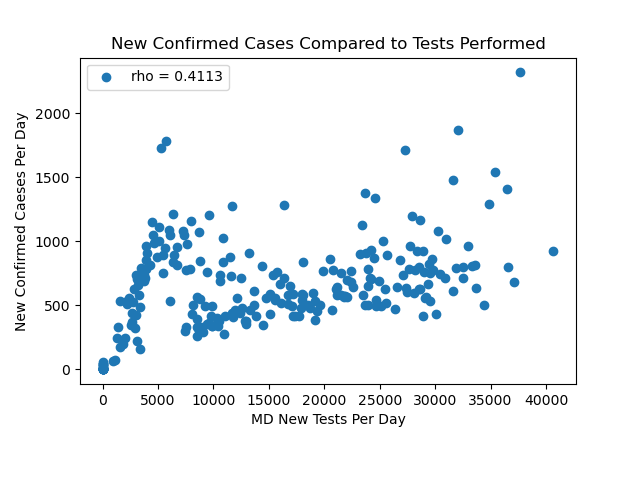 New Confirmed Cases Compared to Tests Performed
rho = 0.4113
New Confirmed Caeses Per Day
2000
1500
1000
500
0
0 5000 10000 15000 20000 25000 30000 35000 40000
MD New Tests Per Day